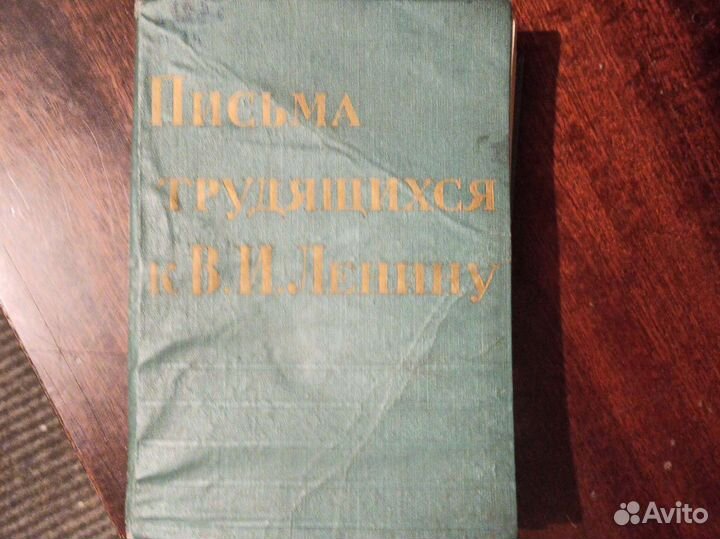 Письма
трудящихся
к В.И.Ленину
Avito